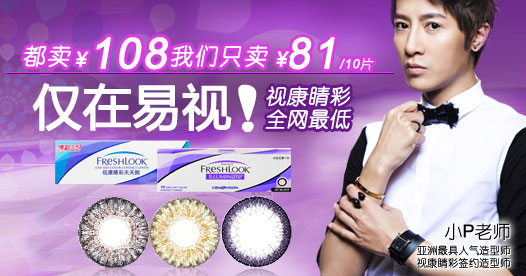 都卖¥108我们只卖¥81/10片
仅在易视!
视康睛彩
全网最低
FRESHLOOK
视康睛彩天天抛
FRESHLOOK
ILLUMINATE
CIBAVISION
小P老师
亚洲最具人气造型师
视康睛彩签约造型师